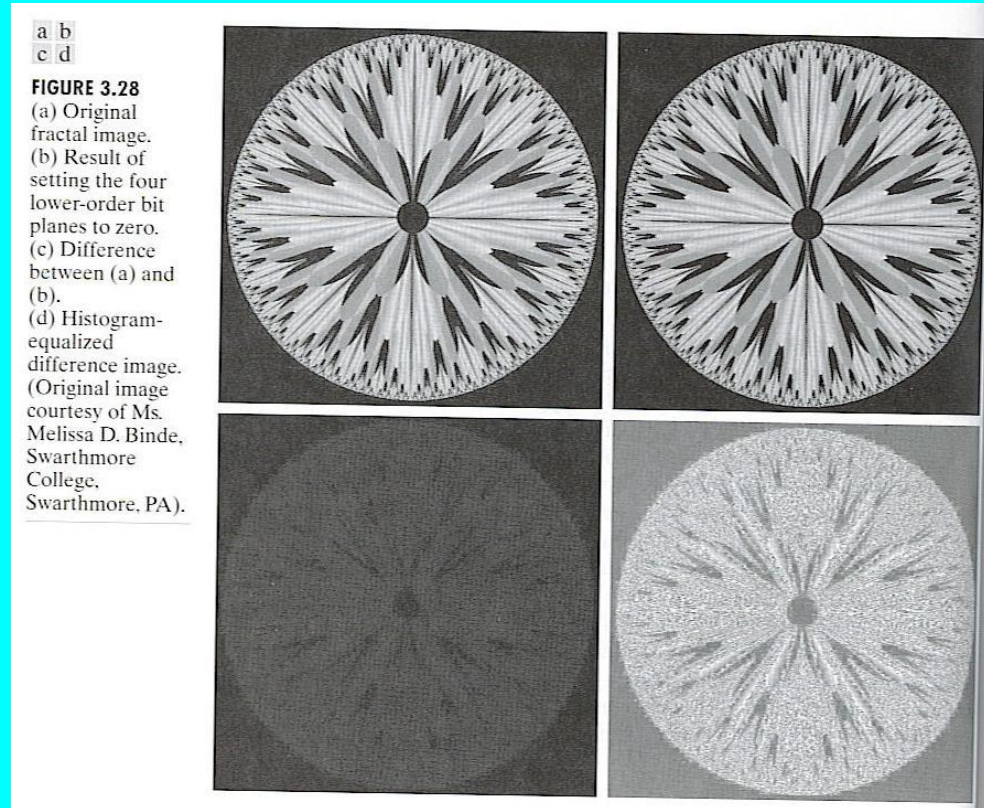 a b
c d
FIGURE 3.28
(a) Original
fractal image.
(b) Result of
setting the four
lower-order bit
planes to zero.
(c) Difference
between (a) and
(b).
(d) Histogram-
equalized
difference image.
(Original image
courtesy of Ms.
Melissa D. Binde,
Swarthmore
College,
Swarthmore, PA).